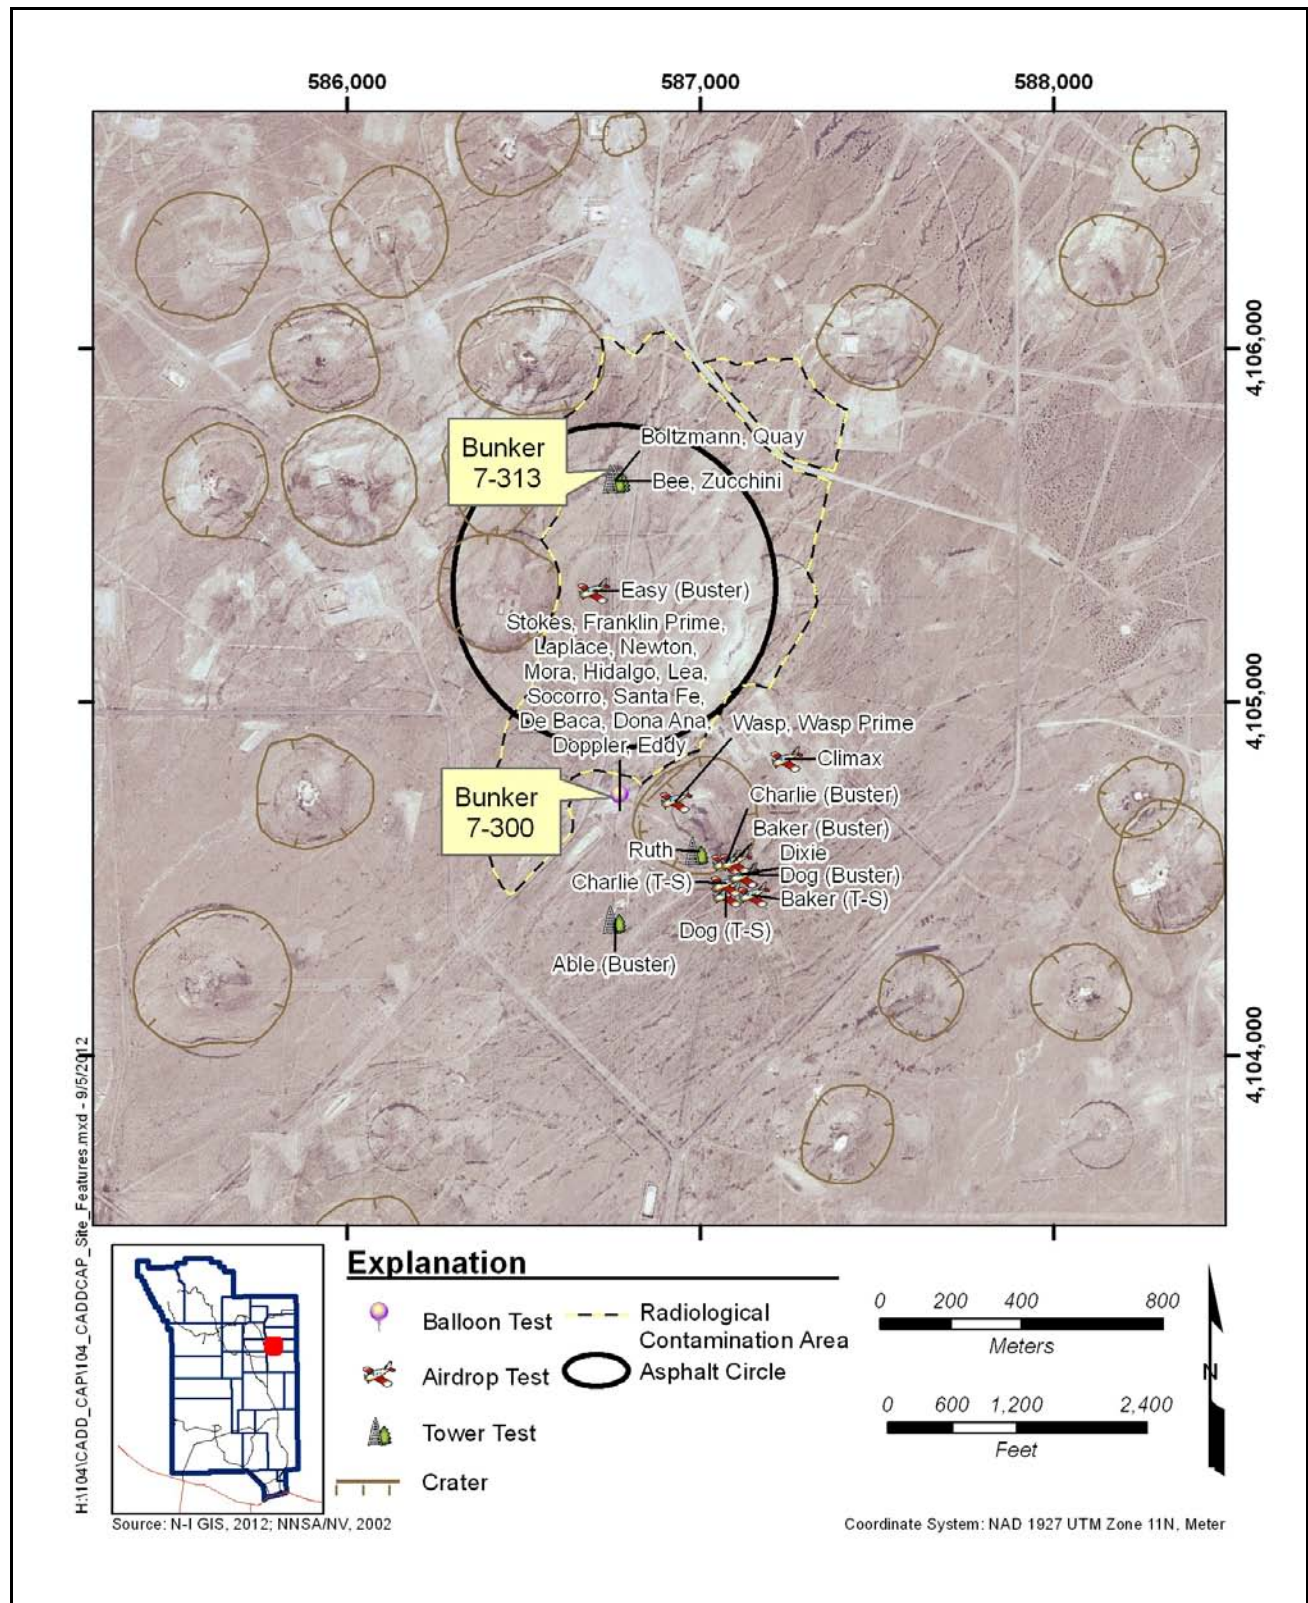 586,000
587,000
588,000
4,106,000
4,105,000
4,104,000
Bunker
7-313
Boltzmann, Quay
Bee, Zucchini
Easy (Buster)
Stokes, Franklin Prime,
Laplace, Newton,
Mora, Hidalgo, Lea,
Socorro, Santa Fe,
De Baca, Dona Ana,
Doppler, Eddy
Wasp, Wasp Prime
Climax
Bunker
7-300
Charlie (Buster)
Baker (Buster)
Ruth
Dixie
Dog (Buster)
Charlie (T-S)
Baker (T-S)
Dog (T-S)
Able (Buster)
H:\104\CADD_CAP\104_CADDCAP_Site_Features.mxd - 9/5/2012
Explanation
Balloon Test
Airdrop Test
Tower Test
Crater
Radiological
Contamination Area
Asphalt Circle
0 200 400 800
Meters
0 600 1,200 2,400
Feet
N
Source: N-I GIS, 2012; NNSA/NV, 2002
Coordinate System: NAD 1927 UTM Zone 11N, Meter